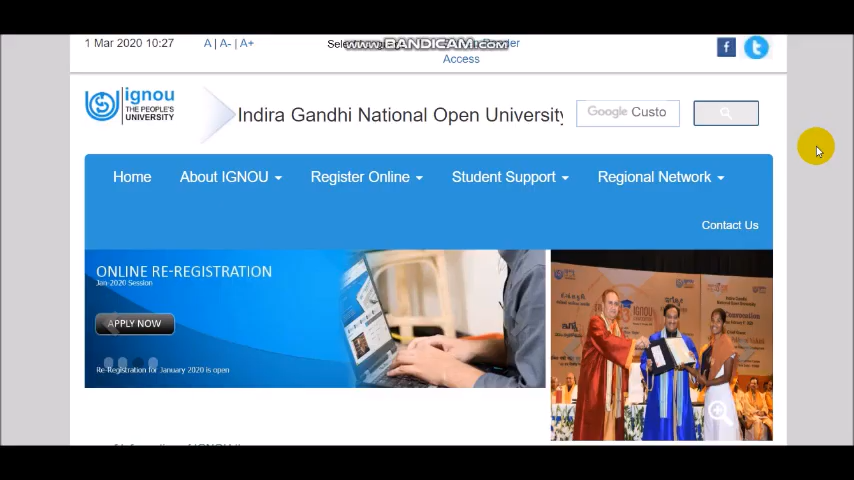 1 Mar 2020 10:27
A | A- | A+
www.BANDICAM.com
Access
ignou
THE PEOPLE'S
UNIVERSITY
Indira Gandhi National Open University
Google Custo
Home
About IGNOU
Register Online
Student Support
Regional Network
Contact Us
ONLINE RE-REGISTRATION
Jan-2020 Session
APPLY NOW
Re-Registration for January 2020 is open
IGNOU